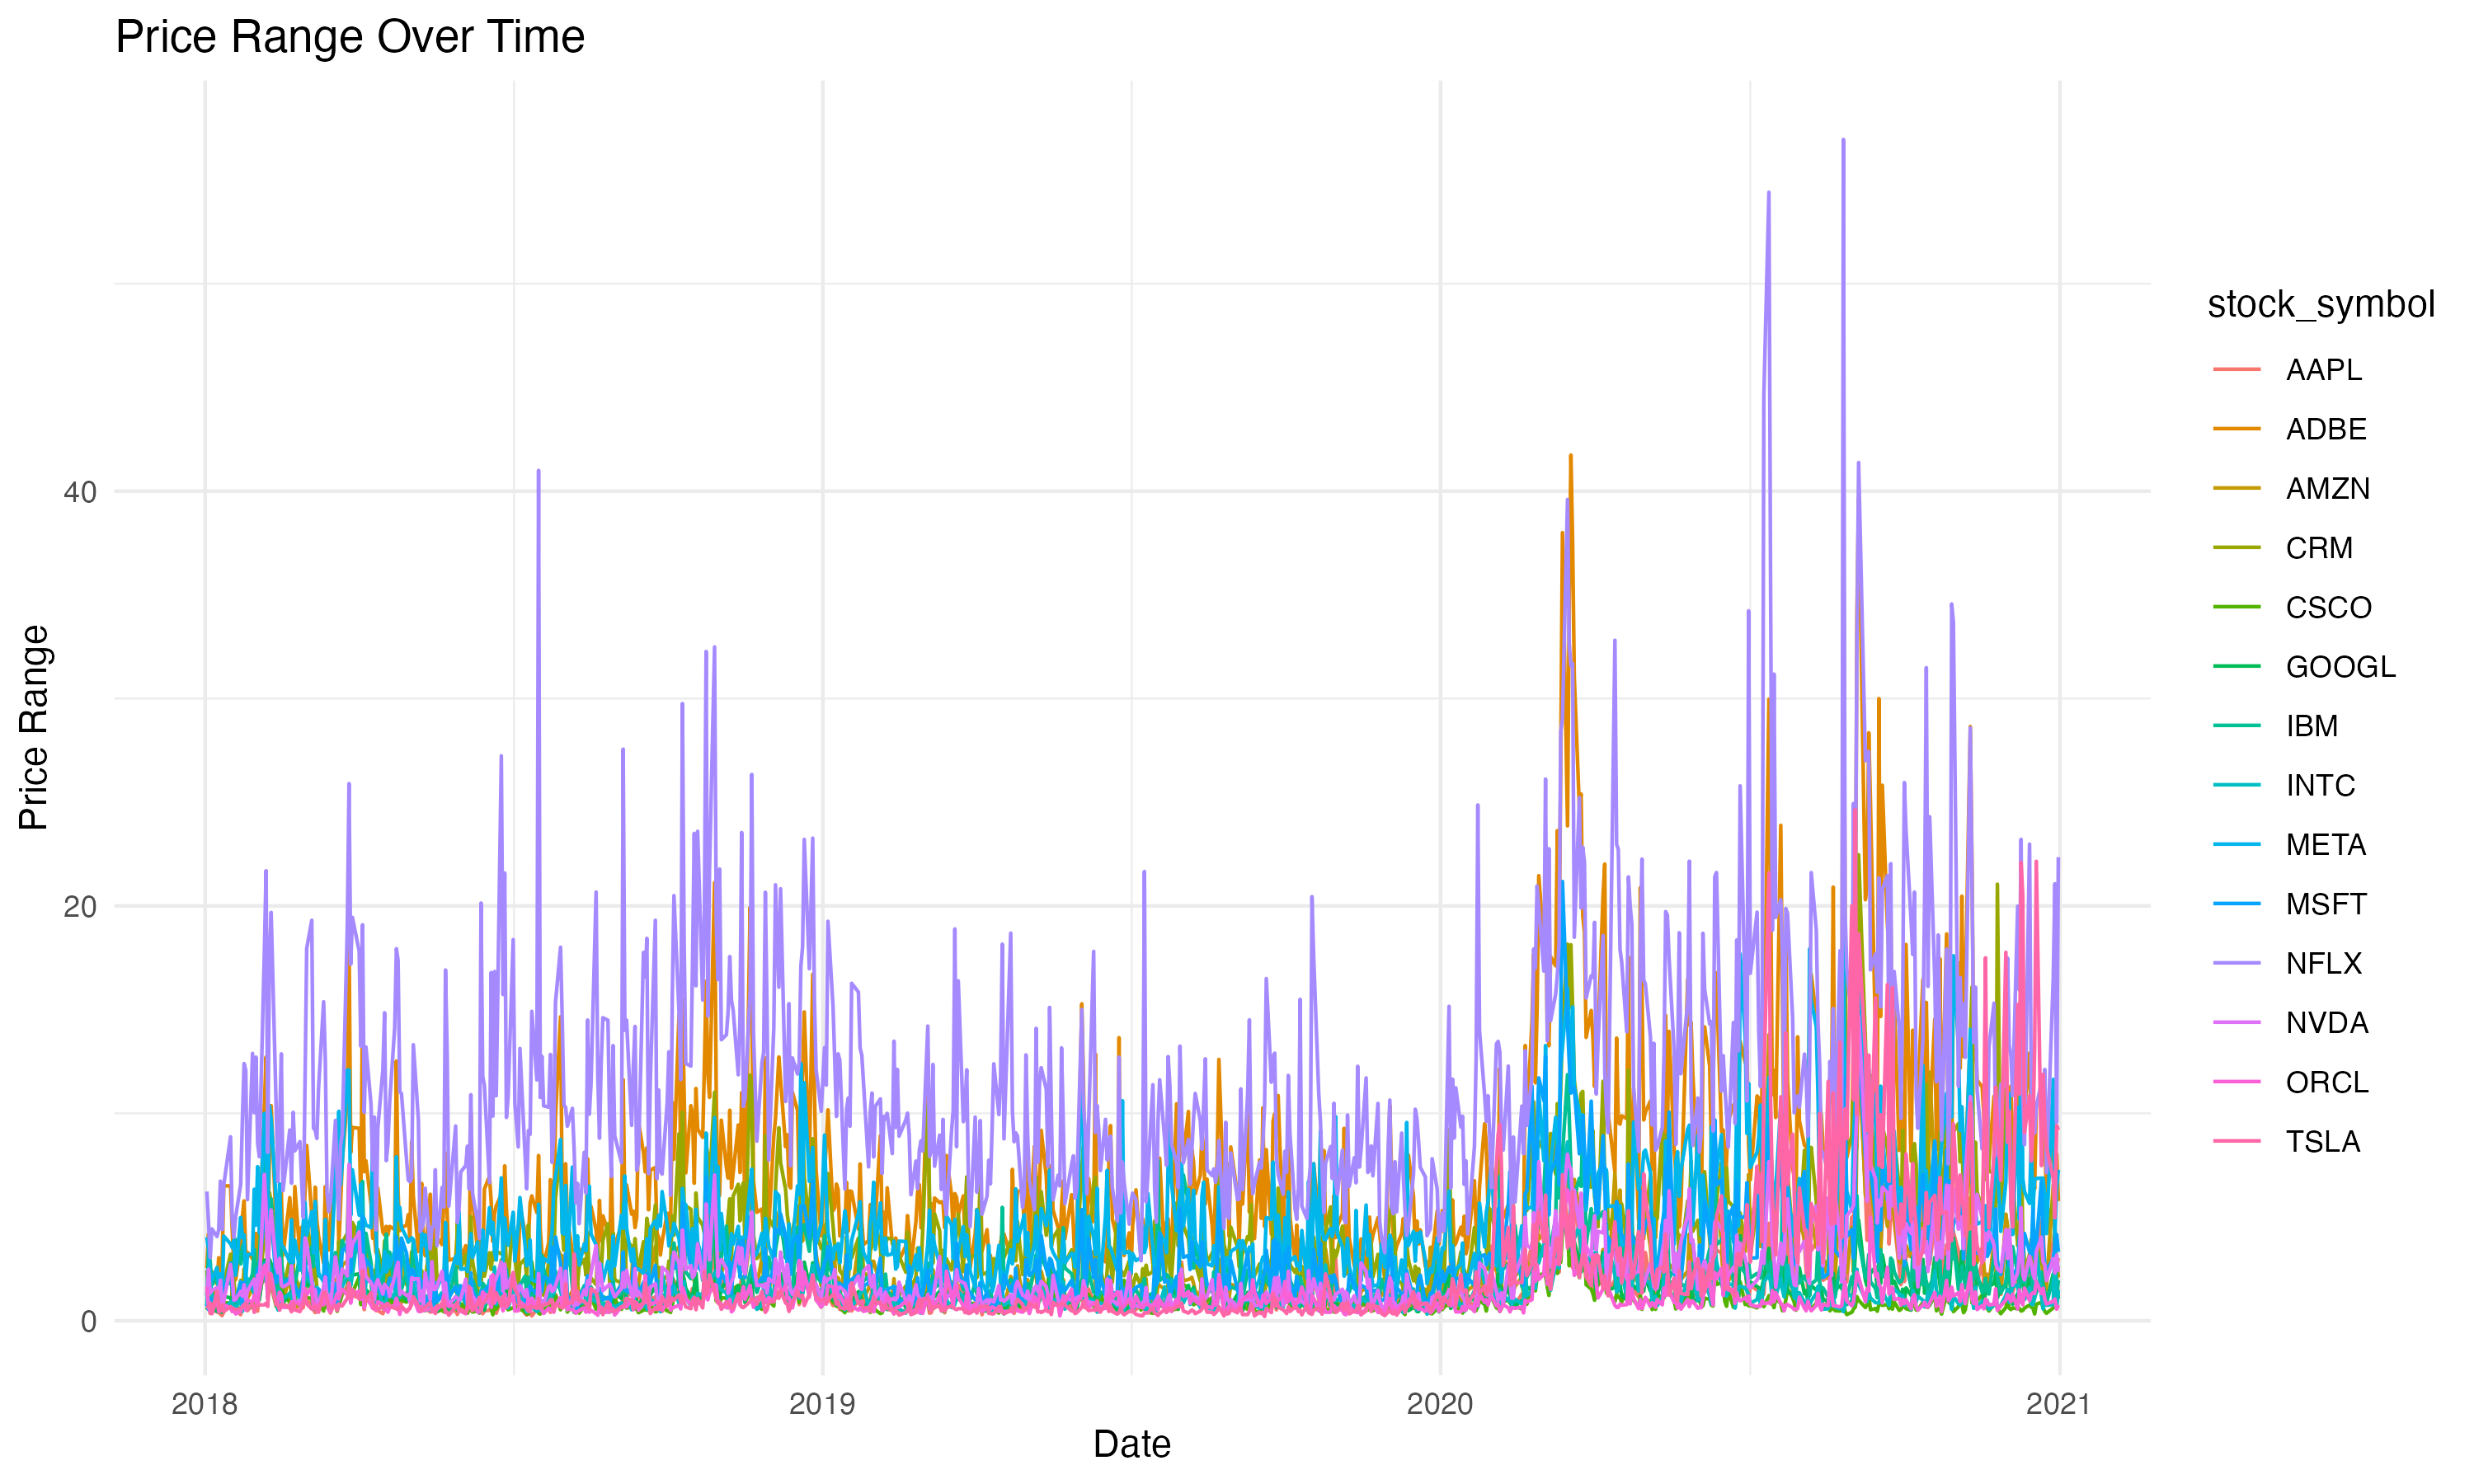 Price Range Over Time
Price Range
40
20
0
2018
2019
2020
2021
Date
stock_symbol
AAPL
ADBE
AMZN
CRM
CSCO
GOOGL
IBM
INTC
META
MSFT
NFLX
NVDA
ORCL
TSLA